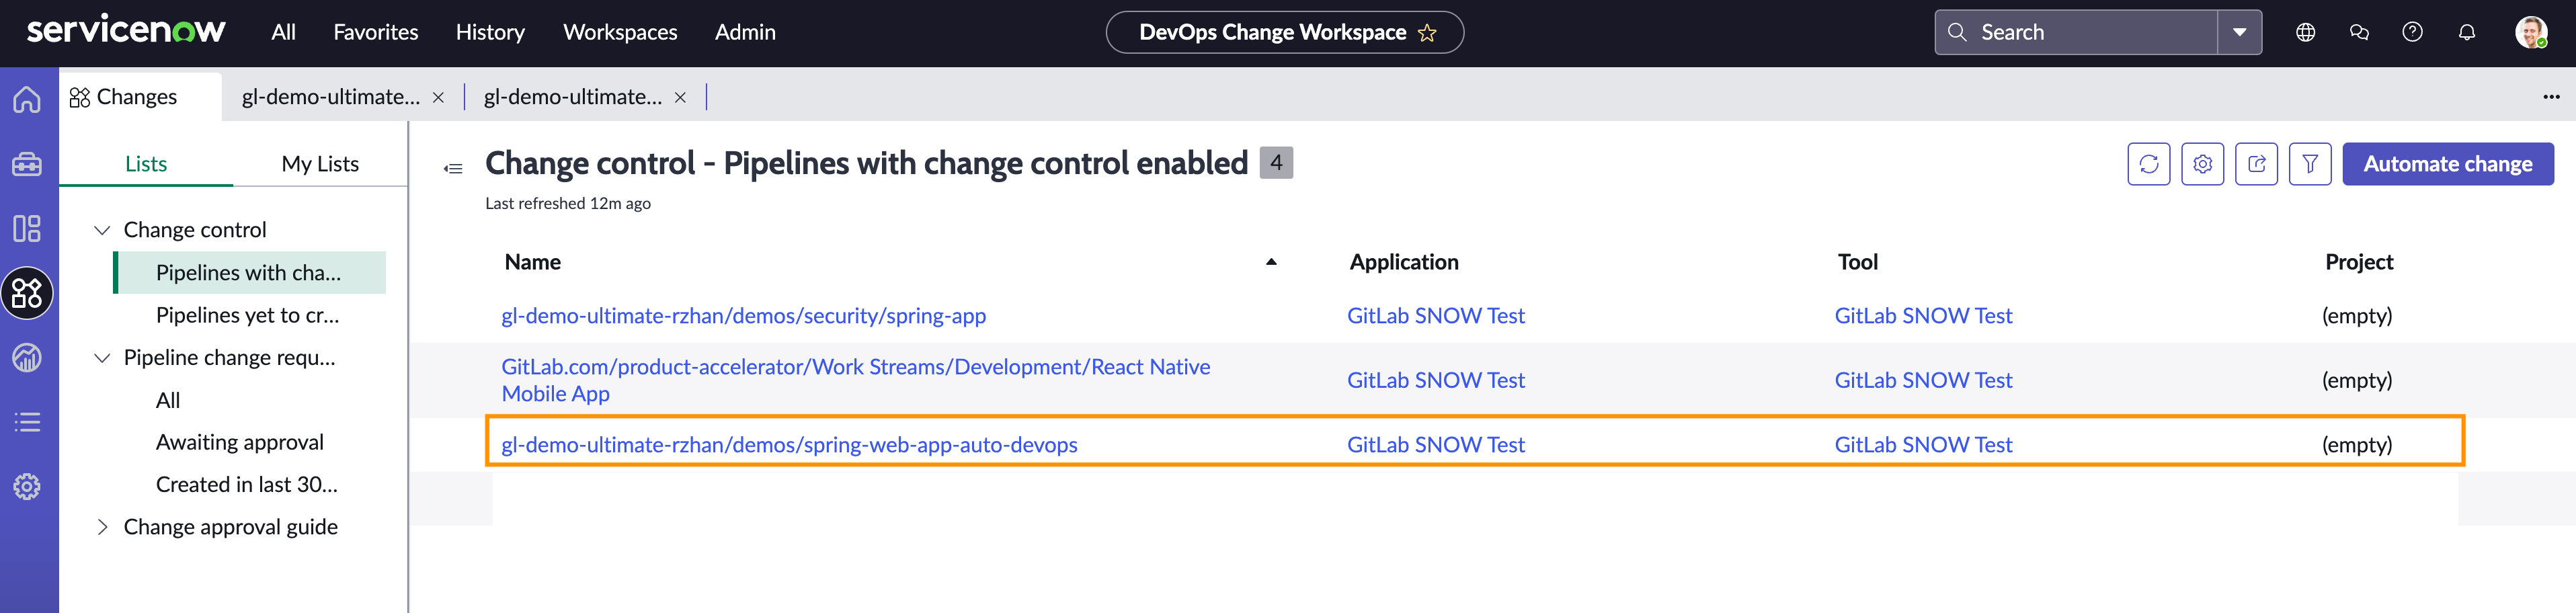 servicenow All Favorites History Workspaces Admin DevOps Change Workspace Search
Changes gl-demo-ultimate... gl-demo-ultimate...
Lists My Lists
Change control
Pipelines with cha...
Pipelines yet to cr...
Pipeline change requ...
All
Awaiting approval
Created in last 30...
Change approval guide
Change control - Pipelines with change control enabled 4
Automate change
Last refreshed 12m ago
Name Application Tool Project
gl-demo-ultimate-rzhan/demos/security/spring-app GitLab SNOW Test GitLab SNOW Test (empty)
GitLab.com/product-accelerator/Work Streams/Development/React Native
Mobile App GitLab SNOW Test GitLab SNOW Test (empty)
gl-demo-ultimate-rzhan/demos/spring-web-app-auto-devops GitLab SNOW Test GitLab SNOW Test (empty)